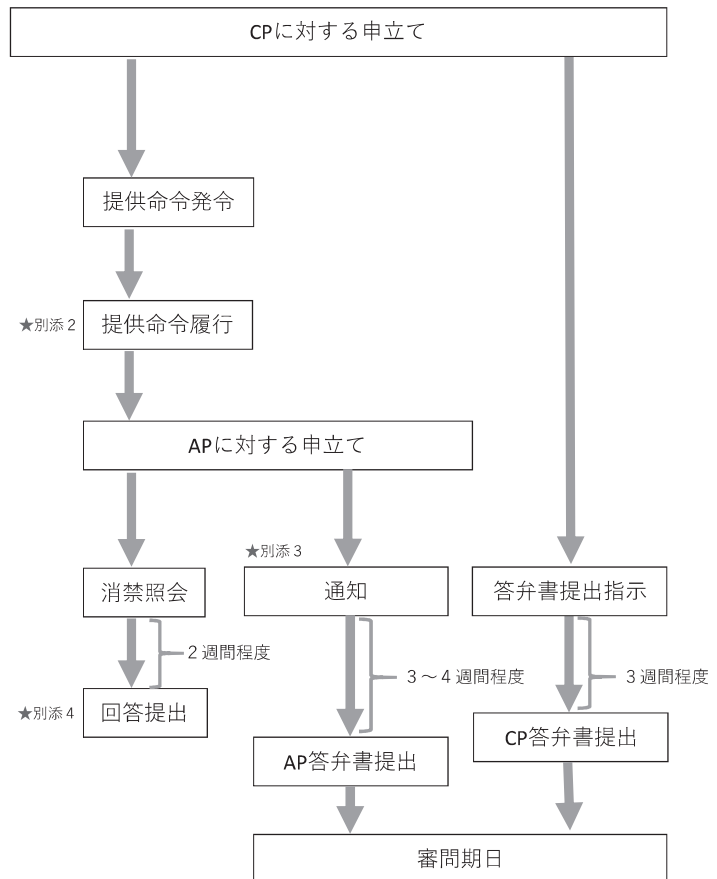 CPに対する申立て
提供命令発令
★別添2
提供命令履行
APに対する申立て
★別添3
消禁照会
通知
答弁書提出指示
2週間程度
3～4週間程度
3週間程度
★別添4
回答提出
AP答弁書提出
CP答弁書提出
審問期日